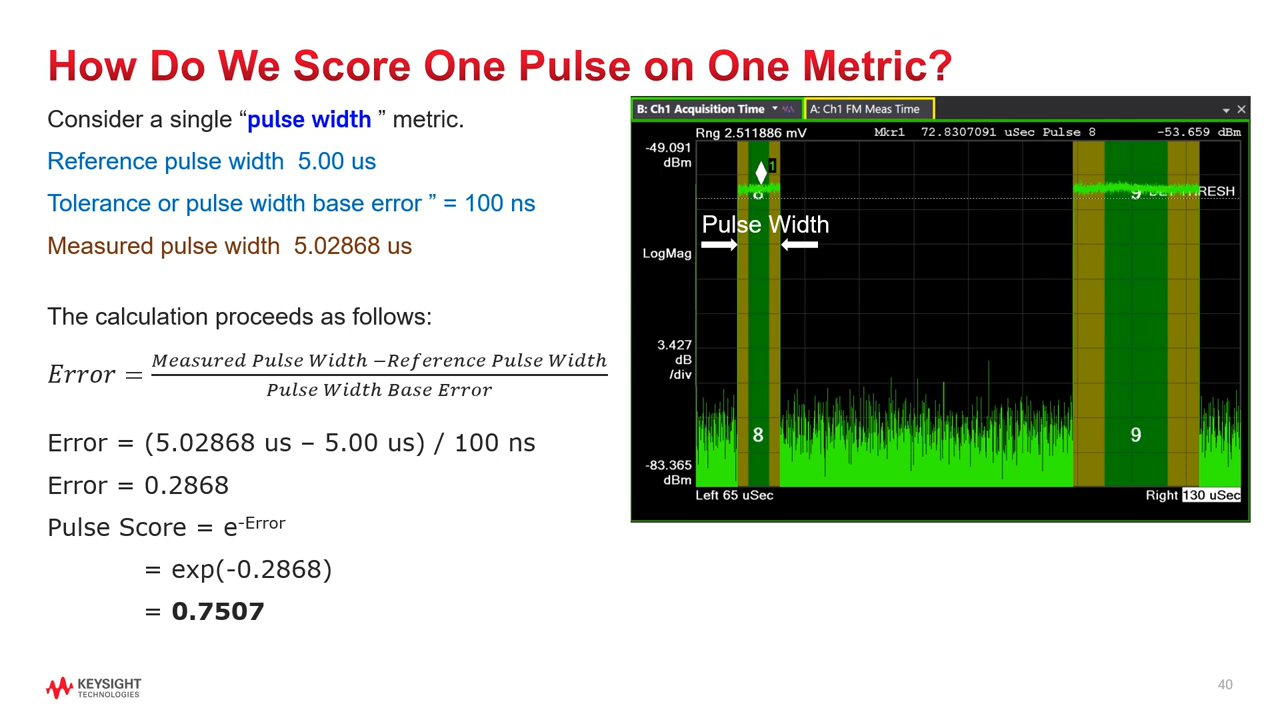 How Do We Score One Pulse on One Metric?
Consider a single “pulse width ” metric.
Reference pulse width 5.00 us
Tolerance or pulse width base error ” = 100 ns
Measured pulse width 5.02868 us
The calculation proceeds as follows:
Error = Measured Pulse Width −Reference Pulse Width
Pulse Width Base Error
Error = (5.02868 us – 5.00 us) / 100 ns
Error = 0.2868
Pulse Score = e-Error
= exp(-0.2868)
= 0.7507
B: Ch1 Acquisition Time
A: Ch1 FM Meas Time
Rng 2.511886 mV
Mkr1 72.8307091 uSec Pulse 8 -53.659 dBm
-49.091
dBm
1
8
9
THRESH
Pulse Width
LogMag
3.427
dB
/div
8
9
-83.365
dBm
Left 65 uSec
Right 130 uSec
KEYSIGHT
TECHNOLOGIES
40